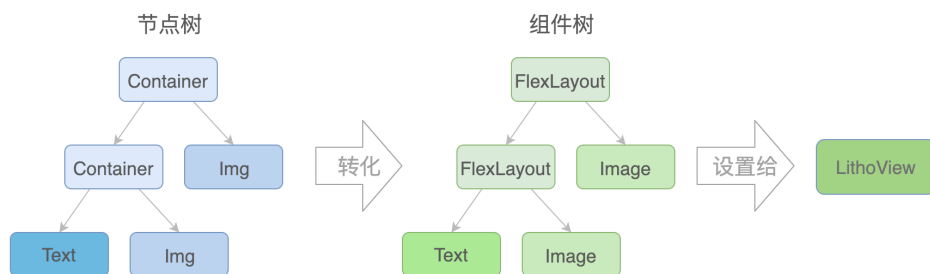 节点树
组件树
Container
FlexLayout
Container
Img
转化
FlexLayout
Image
设置给
LithoView
Text
Img
Text
Image